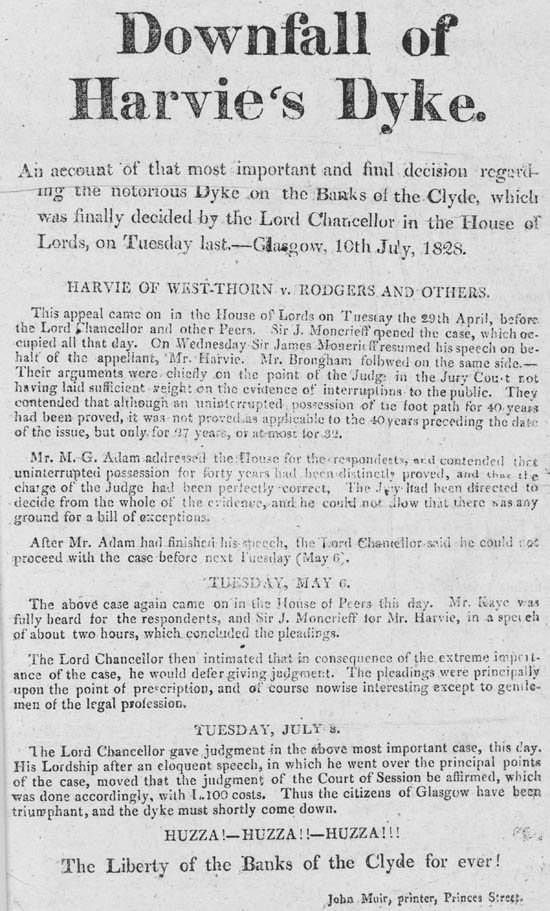 Downfall of
Harvie's Dyke.
An account of that most important and final decision regard-
ing the notorious Dyke on the Banks of the Clyde, which
was finally decided by the Lord Chancellor in the House of
Lords, on Tuesday last.—Glasgow, 10th July, 1828.
HARVIE OF WEST-THORN v. RODGERS AND OTHERS.
This appeal came on in the House of Lords on Tuesday the 29th April, before
the Lord Chancellor and other Peers. Sir J. Moncrieff opened the case, which oc-
cupied all that day. On Wednesday Sir James Moncrieff resumed his speech on be-
half of the appellant, Mr. Harvie. Mr. Brongham follwed on the same side.—
Their arguments were chiefly on the point of the Judge in the Jury Court not
having laid sufficient weight on the evidence of interruptions to the public. They
contended that although an uninterrupted possession of the foot path for 40 years
had been proved, it was not proved as applicable to the 40 years preceding the date
of the issue, but only for 27 years, or at most for 32.
Mr. M. G. Adam addressed the House for the respondents, and contended that
uninterrupted possession for forty years had been distinctly proved, and that the
charge of the Judge had been perfectly correct, The Jury had been directed to
decide from the whole of the evidence, and he could not allow that there was any
ground for a bill of exceptions.
After Mr. Adam had finished his speech, the Lord Chancellor said he could not
proceed with the case before next Tuesday (May 6).
TUESDAY, MAY 6.
The above case again came on in the House of Peers this day. Mr. Kaye was
fully heard for the respondents, and Sir J. Moncrieff for Mr. Harvie, in a speech
of about two hours, which concluded the pleadings.
The Lord Chancellor then intimated that in consequence of the extreme import-
ance of the case, he would defer giving judgment. The pleadings were principally
upon the point of prescription, and of course nowise interesting except to gentle-
men of the legal profession.
TUESDAY, JULY 8.
The Lord Chancellor gave judgment in the above most important case, this day.
His Lordship after an eloquent speech, in which he went over the principal points
of the case, moved that the judgment of the Court of Session be affirmed, which
was done accordingly, with L.100 costs. Thus the citizens of Glasgow have been
triumphant, and the dyke must shortly come down.
HUZZA!—HUZZA!!—HUZZA!!!
The Liberty of the Banks of the Clyde for ever!
John Muir, printer, Princes Street.